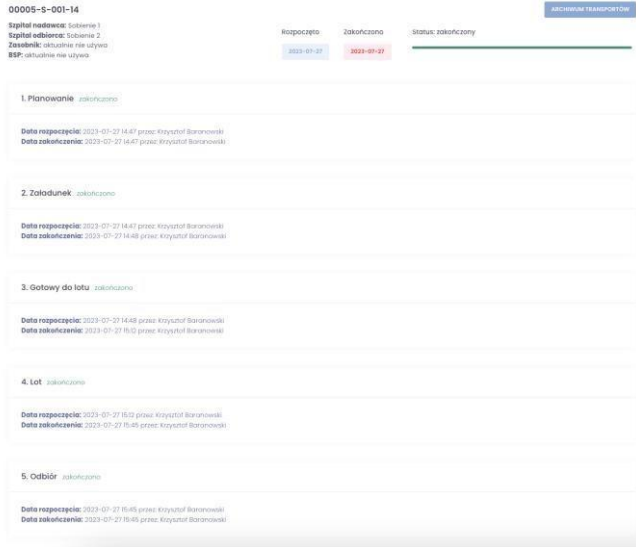 00005-S-001-14
ARCHIWUM TRANSPORTÓW
Szpital nadawca: Sobienie 1
Szpital odbiorca: Sobienie 2
Zasobnik: aktualnie nie używa
BSP: aktualnie nie używa
Rozpoczęto
Zakończono
Status: zakończony
2023-07-27
2023-07-27
1. Planowanie zakończono
Data rozpoczęcia: 2023-07-27 14:47 przez: Krzysztof Baranowski
Data zakończenia: 2023-07-27 14:47 przez: Krzysztof Baranowski
2. Załadunek zakończono
Data rozpoczęcia: 2023-07-27 14:47 przez: Krzysztof Baranowski
Data zakończenia: 2023-07-27 14:48 przez: Krzysztof Baranowski
3. Gotowy do lotu zakończono
Data rozpoczęcia: 2023-07-27 14:48 przez: Krzysztof Baranowski
Data zakończenia: 2023-07-27 15:12 przez: Krzysztof Baranowski
4. Lot zakończono
Data rozpoczęcia: 2023-07-27 15:12 przez: Krzysztof Baranowski
Data zakończenia: 2023-07-27 15:45 przez: Krzysztof Baranowski
5. Odbiór zakończono
Data rozpoczęcia: 2023-07-27 15:45 przez: Krzysztof Baranowski
Data zakończenia: 2023-07-27 15:45 przez: Krzysztof Baranowski